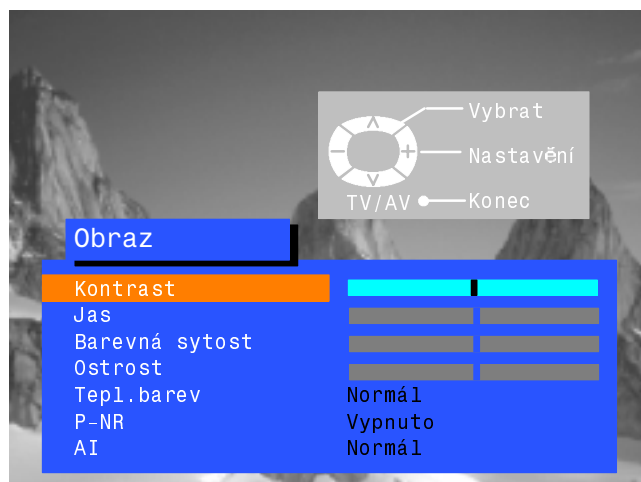 Vybrat
Nastavění
TV/AV Konec
Obraz
Kontrast
Jas
Barevná sytost
Ostrost
Tepl.barev Normál
P-NR Vypnuto
AI Normál